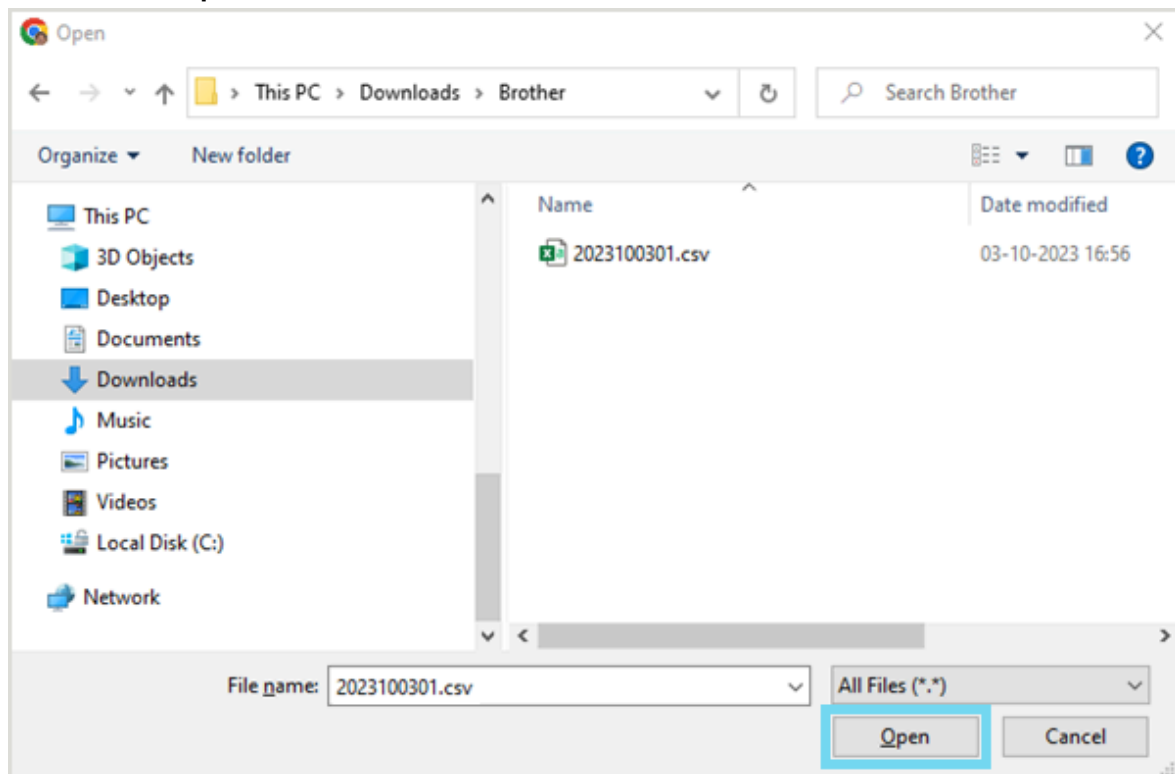 Open
This PC > Downloads > Brother
Search Brother
Organize
New folder
Name
Date modified
This PC
3D Objects
Desktop
Documents
Downloads
Music
Pictures
Videos
Local Disk (C:)
Network
2023100301.csv
03-10-2023 16:56
File name:
2023100301.csv
All Files (*.*)
Open
Cancel